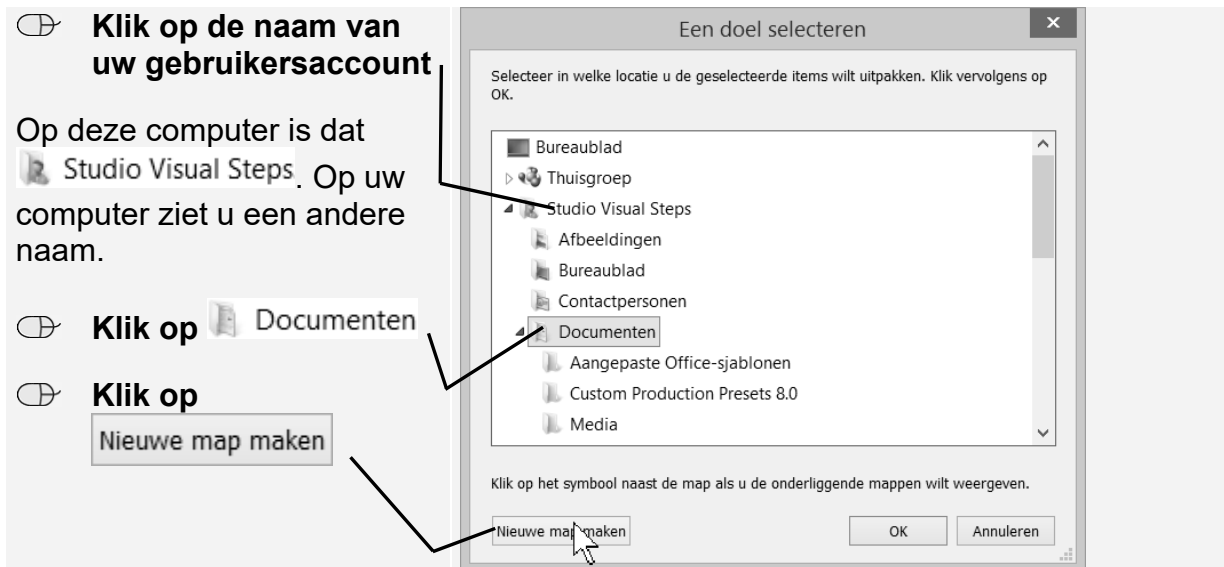 Klik op de naam van
uw gebruikersaccount
Op deze computer is dat
Studio Visual Steps. Op uw
computer ziet u een andere
naam.
Klik op Documenten
Klik op
Nieuwe map maken
Een doel selecteren
Selecteer in welke locatie u de geselecteerde items wilt uitpakken. Klik vervolgens op
OK.
Bureaublad
Thuisgroep
Studio Visual Steps
Afbeeldingen
Bureaublad
Contactpersonen
Documenten
Aangepaste Office-sjablonen
Custom Production Presets 8.0
Media
Klik op het symbool naast de map als u de onderliggende mappen wilt weergeven.
Nieuwe map maken
OK
Annuleren